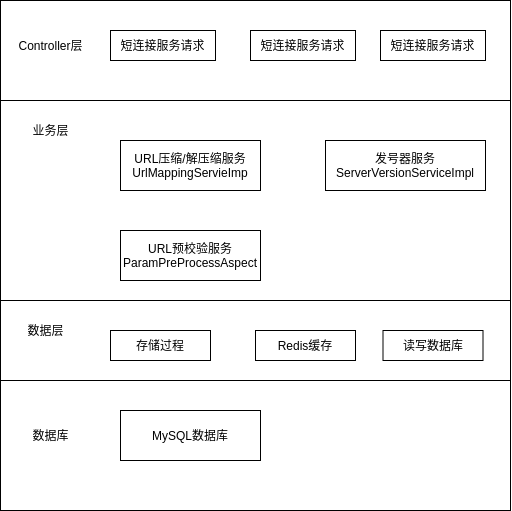 Controller层
短连接服务请求
短连接服务请求
短连接服务请求
业务层
URL压缩/解压缩服务
UrlMappingServieImp
发号器服务
ServerVersionServiceImpl
URL预校验服务
ParamPreProcessAspect
数据层
存储过程
Redis缓存
读写数据库
数据库
MySQL数据库